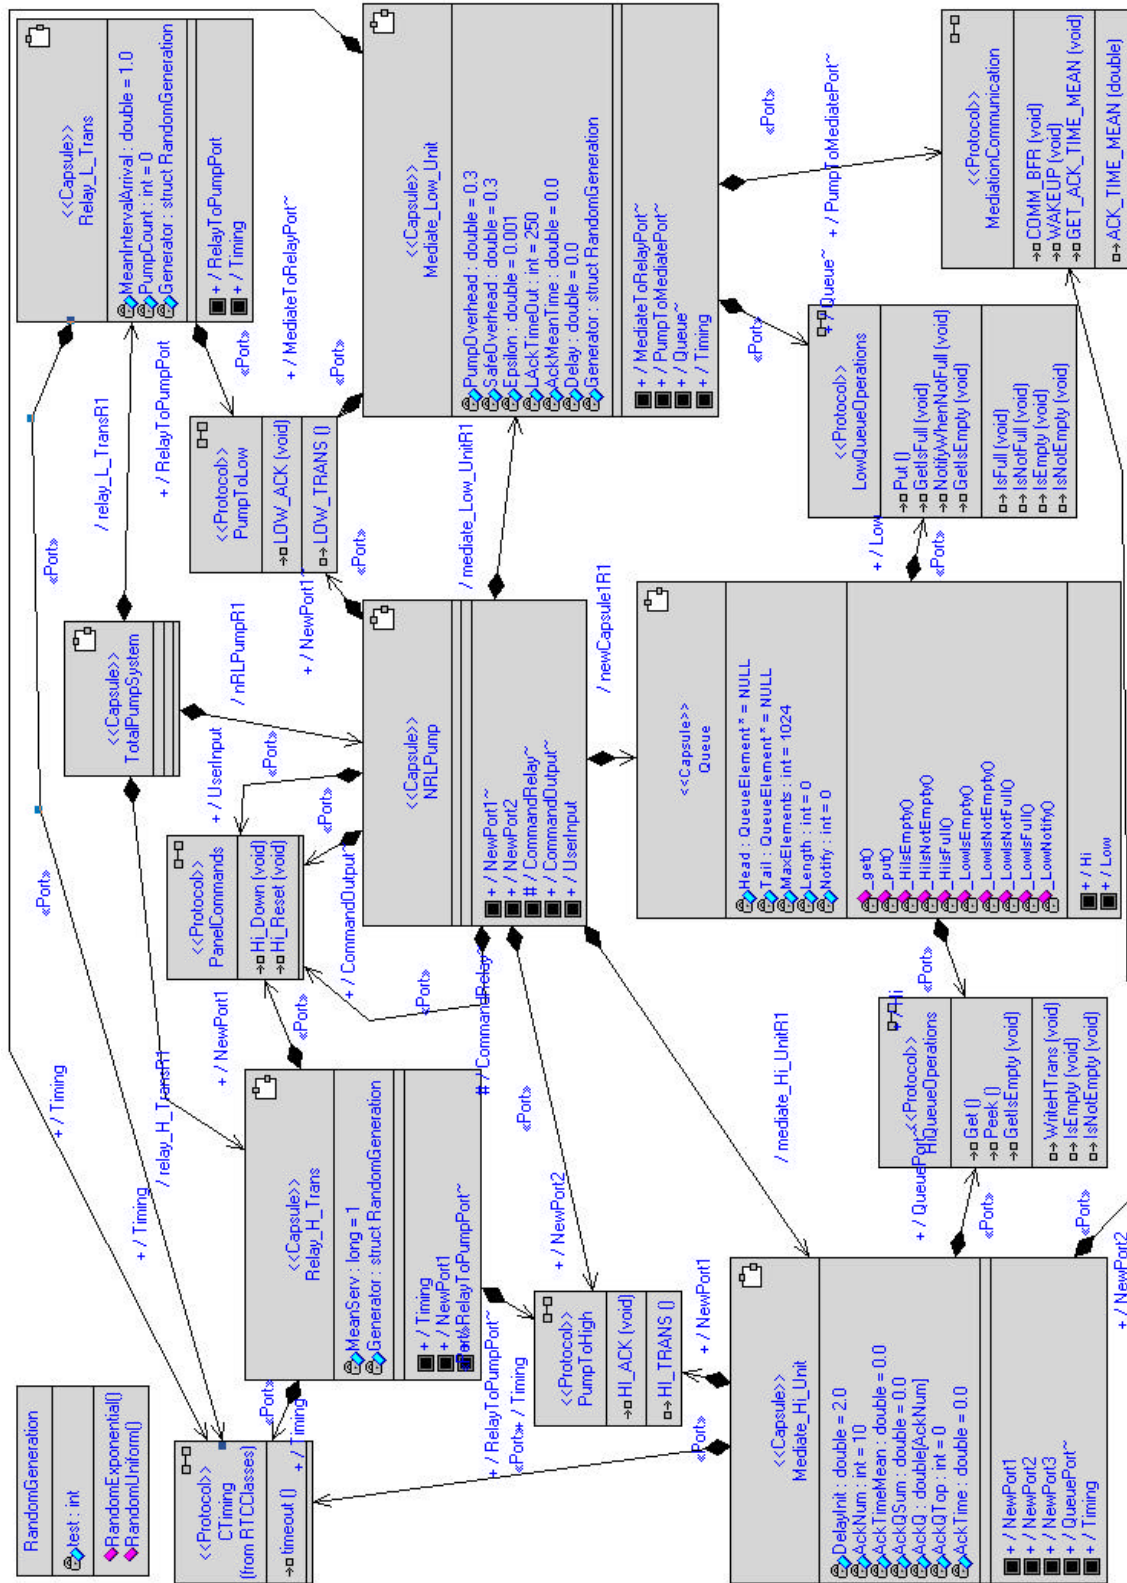 RandomGeneration
test : int
RandomExponential()
RandomUniform()
<<Protocol>>
CTiming
(from RTCClasses)
timeout ()
+ / Timing
+ / Timing
+ / Timing
«Port»
«Port»
«Port»
/ relay_H_TransR1
<<Capsule>>
Relay_H_Trans
MeanServ : long = 1
Generator : struct RandomGeneration
+ / Timing
+ / NewPort1
+ / RelayToPumpPort~
«Port»
+ / RelayToPumpPort~
«Port»
+ / Timing
+ / NewPort1
«Port»
<<Protocol>>
PanelCommands
Hi_Down (void)
Hi_Reset (void)
+ / UserInput
«Port»
+ / CommandOutput~
«Port»
# / CommandRelay~
«Port»
<<Capsule>>
TotalPumpSystem
/ nRLPumpR1
/ relay_L_TransR1
<<Capsule>>
Relay_L_Trans
MeanIntervalArrival : double = 1.0
PumpCount : int = 0
Generator : struct RandomGeneration
+ / RelayToPumpPort
+ / Timing
+ / RelayToPumpPort
«Port»
<<Protocol>>
PumpToLow
LOW_ACK (void)
LOW_TRANS ()
+ / MediateToRelayPort~
«Port»
+ / NewPort1~
«Port»
<<Capsule>>
NRLPump
+ / NewPort1~
+ / NewPort2
# / CommandRelay~
+ / CommandOutput~
+ / UserInput
/ mediate_Low_UnitR1
/ newCapsule1R1
/ mediate_Hi_UnitR1
+ / NewPort2
«Port»
<<Protocol>>
PumpToHigh
HI_ACK (void)
HI_TRANS ()
+ / NewPort1
«Port»
<<Capsule>>
Mediate_Low_Unit
PumpOverhead : double = 0.3
SafeOverhead : double = 0.3
Epsilon : double = 0.001
LAckTimeOut : int = 250
AckMeanTime : double = 0.0
Delay : double = 0.0
Generator : struct RandomGeneration
+ / MediateToRelayPort~
+ / PumpToMediatePort~
+ / Queue~
+ / Timing
«Port»
+ / PumpToMediatePort~
+ / Queue~
«Port»
<<Protocol>>
LowQueueOperations
Put ()
GetIsFull (void)
NotifyWhenNotFull (void)
GetIsEmpty (void)
IsFull (void)
IsNotFull (void)
IsEmpty (void)
IsNotEmpty (void)
+ / Low
«Port»
<<Protocol>>
MediationCommunication
COMM_BFR (void)
WAKEUP (void)
GET_ACK_TIME_MEAN (void)
ACK_TIME_MEAN (double)
<<Capsule>>
Queue
Head : QueueElement * = NULL
Tail : QueueElement * = NULL
MaxElements : int = 1024
Length : int = 0
Notify : int = 0
_get()
_put()
_HiIsEmpty()
_HiIsNotEmpty()
_HiIsFull()
_LowIsEmpty()
_LowIsNotEmpty()
_LowIsNotFull()
_LowIsFull()
_LowNotify()
+ / Hi
+ / Low
+ / Hi
«Port»
<<Protocol>>
HiQueueOperations
Get ()
Peek ()
GetIsEmpty (void)
WriteHTrans (void)
IsEmpty (void)
IsNotEmpty (void)
+ / QueuePort~
«Port»
<<Capsule>>
Mediate_Hi_Unit
DelayInit : double = 2.0
AckNum : int = 10
AckTimeMean : double = 0.0
AckQSum : double = 0.0
AckQ : double[AckNum]
AckQTop : int = 0
AckTime : double = 0.0
+ / NewPort1
+ / NewPort2
+ / NewPort3
+ / QueuePort~
+ / Timing
«Port»
«Port»
+ / NewPort2